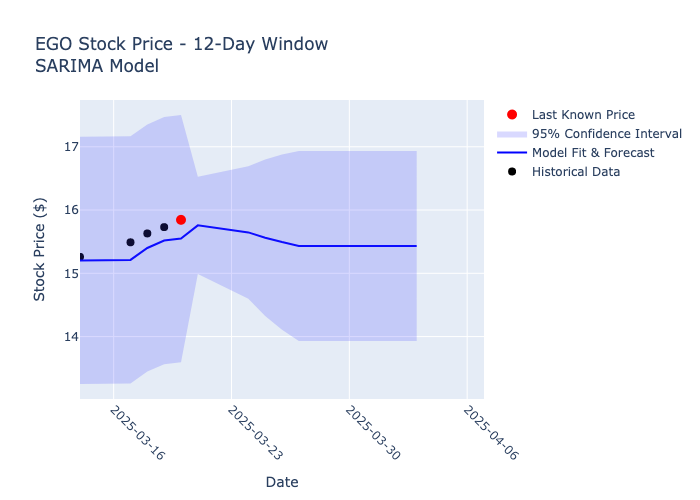 EGO Stock Price - 12-Day Window
SARIMA Model
Last Known Price
95% Confidence Interval
Model Fit & Forecast
Historical Data
Stock Price ($)
17
16
15
14
2025-03-16
2025-03-23
2025-03-30
2025-04-06
Date